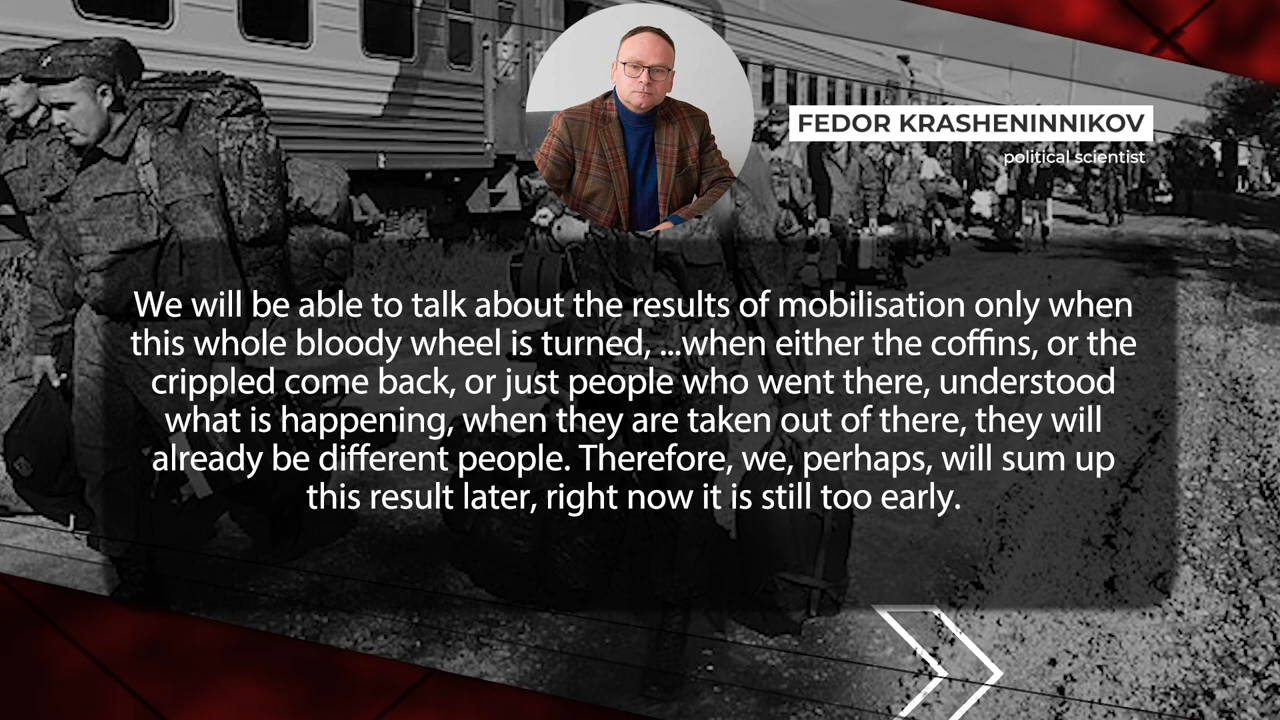 FEDOR KRASHENINNIKOV
political scientist
We will be able to talk about the results of mobilisation only when
this whole bloody wheel is turned, ...when either the coffins, or the
crippled come back, or just people who went there, understood
what is happening, when they are taken out of there, they will
already be different people. Therefore, we, perhaps, will sum up
this result later, right now it is still too early.